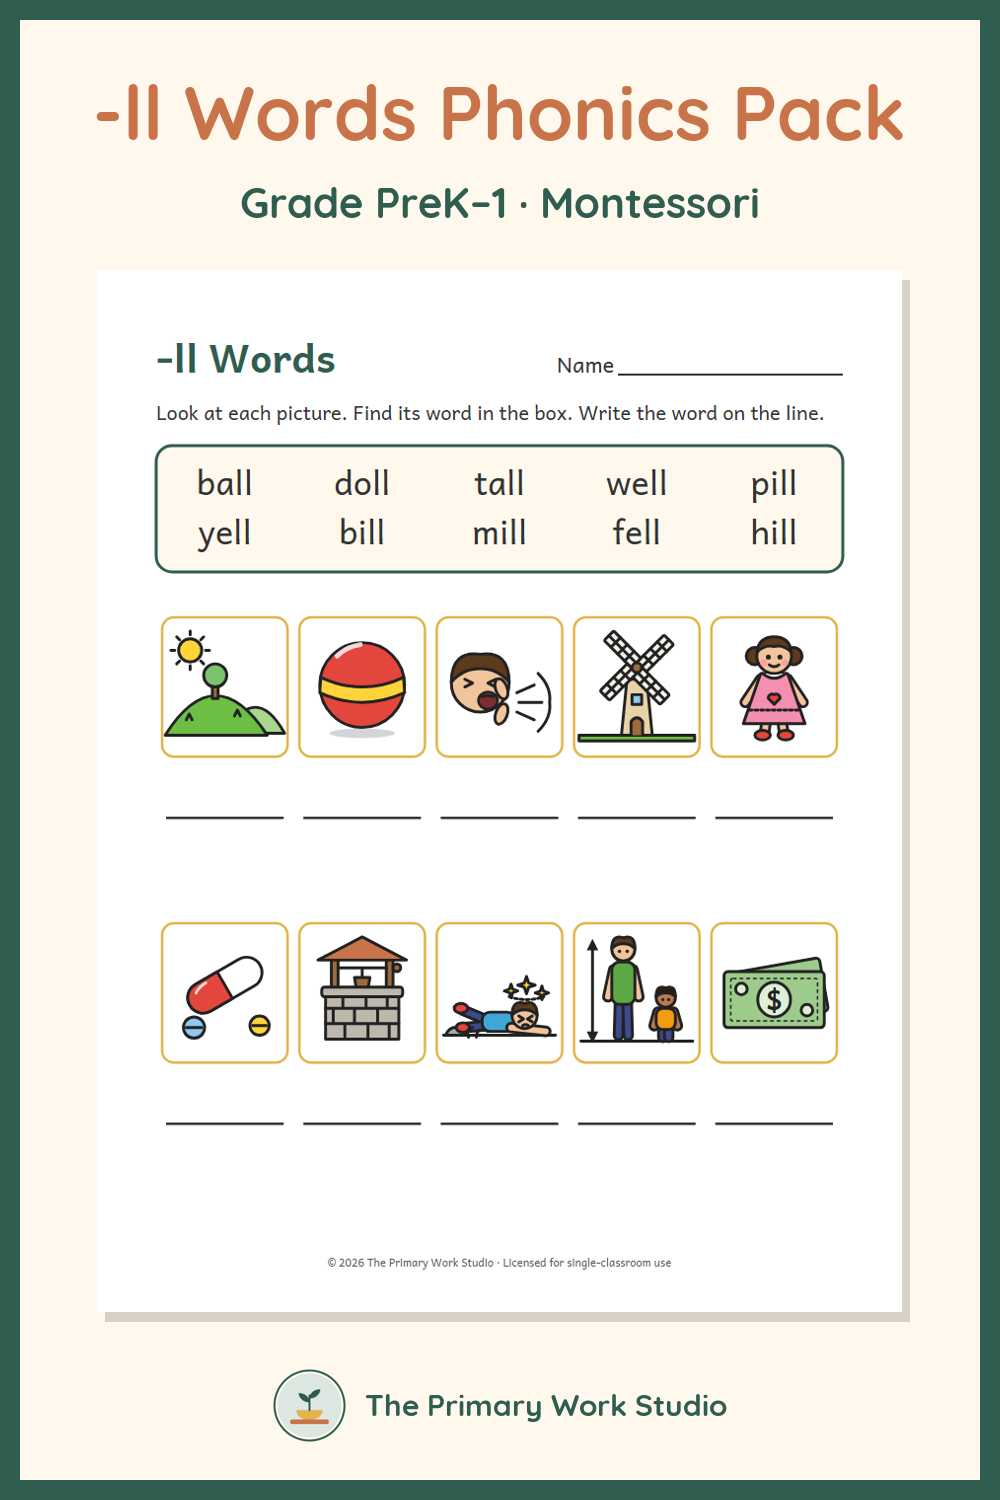 -ll Words Phonics Pack
Grade PreK–1 · Montessori
-ll Words
Name
Look at each picture. Find its word in the box. Write the word on the line.
ball doll tall well pill
yell bill mill fell hill
$
© 2026 The Primary Work Studio · Licensed for single-classroom use
The Primary Work Studio